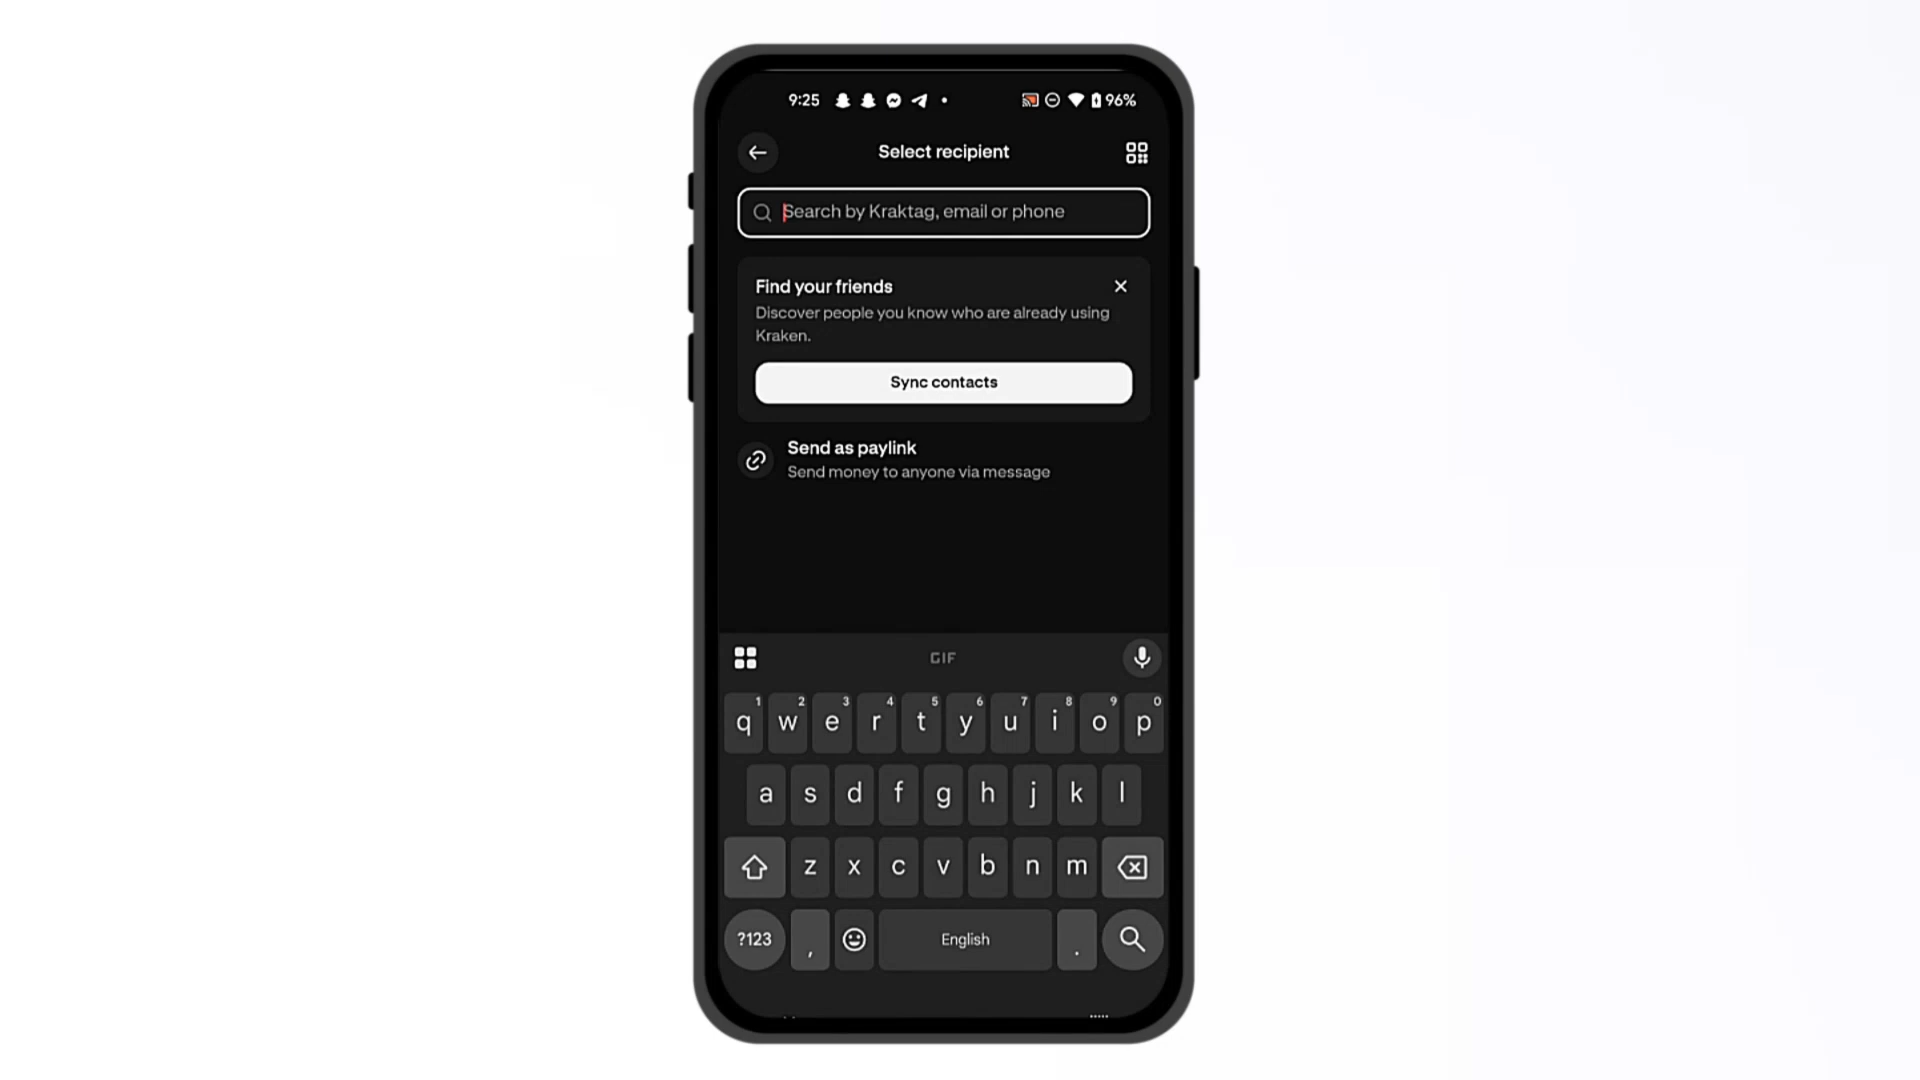 9:25 96%
Select recipient
Search by Kraktag, email or phone
Find your friends
Discover people you know who are already using
Kraken.
Sync contacts
Send as paylink
Send money to anyone via message
GIF
1 2 3 4 5 6 7 8 9 0
q w e r t y u i o p
a s d f g h j k l
z x c v b n m
?123 , English .